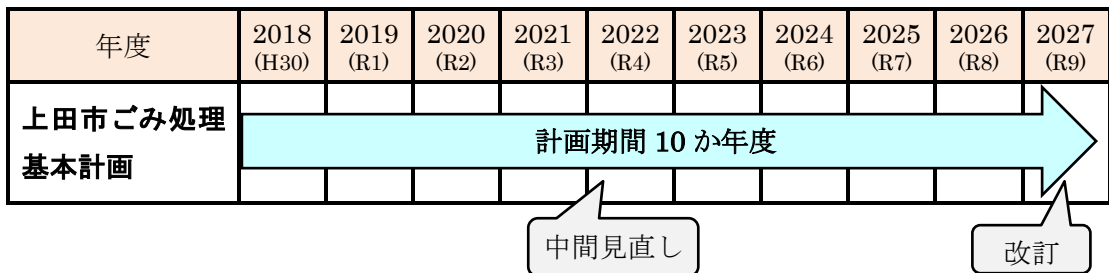 年度 2018 2019 2020 2021 2022 2023 2024 2025 2026 2027
(H30) (R1) (R2) (R3) (R4) (R5) (R6) (R7) (R8) (R9)
上田市ごみ処理
基本計画
計画期間 10 か年度
中間見直し
改訂